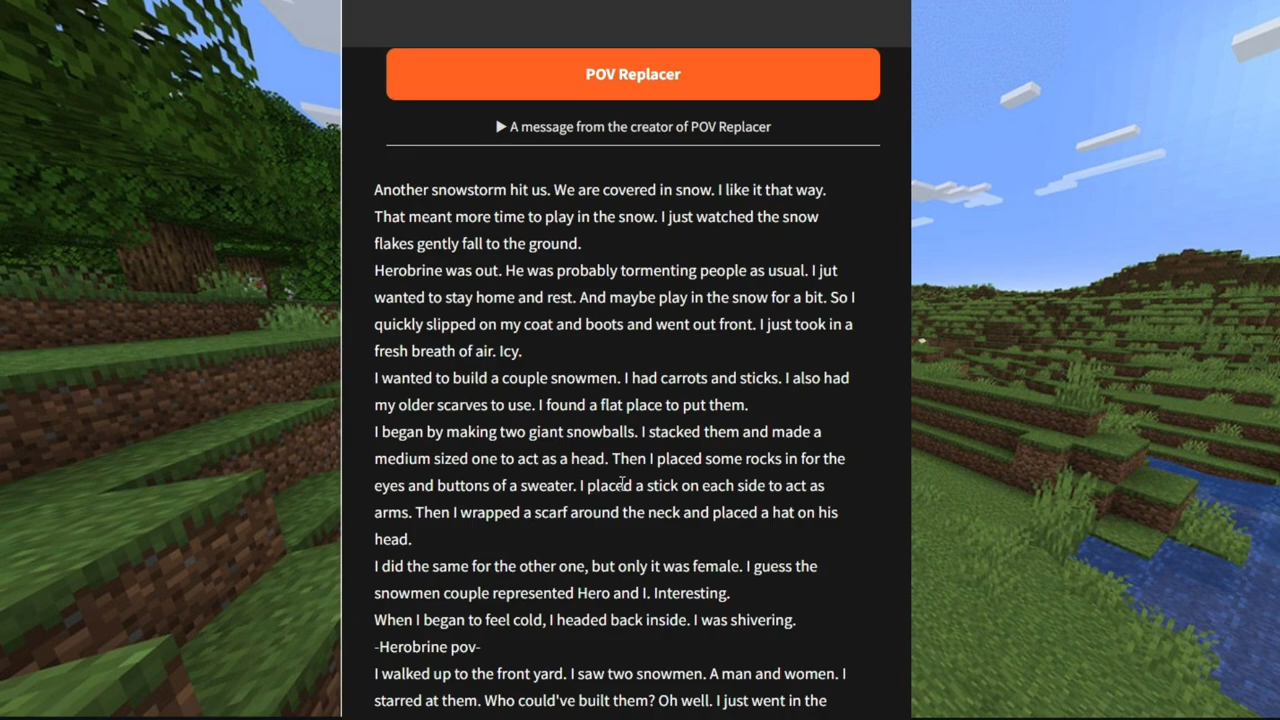 POV Replacer
▶ A message from the creator of POV Replacer
Another snowstorm hit us. We are covered in snow. I like it that way.
That meant more time to play in the snow. I just watched the snow
flakes gently fall to the ground.
Herobrine was out. He was probably tormenting people as usual. I jut
wanted to stay home and rest. And maybe play in the snow for a bit. So I
quickly slipped on my coat and boots and went out front. I just took in a
fresh breath of air. Icy.
I wanted to build a couple snowmen. I had carrots and sticks. I also had
my older scarves to use. I found a flat place to put them.
I began by making two giant snowballs. I stacked them and made a
medium sized one to act as a head. Then I placed some rocks in for the
eyes and buttons of a sweater. I placed a stick on each side to act as
arms. Then I wrapped a scarf around the neck and placed a hat on his
head.
I did the same for the other one, but only it was female. I guess the
snowmen couple represented Hero and I. Interesting.
When I began to feel cold, I headed back inside. I was shivering.
-Herobrine pov-
I walked up to the front yard. I saw two snowmen. A man and women. I
starred at them. Who could've built them? Oh well. I just went in the